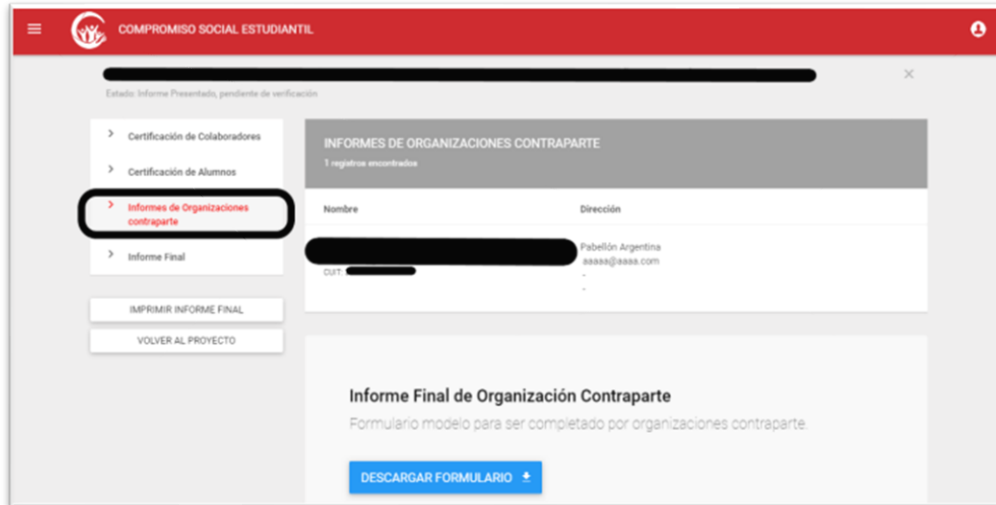 COMPROMISO SOCIAL ESTUDIANTIL
Estado: Informe Presentado, pendiente de verificación
Certificación de Colaboradores
Certificación de Alumnos
Informes de Organizaciones
contraparte
Informe Final
IMPRIMIR INFORME FINAL
VOLVER AL PROYECTO
INFORMES DE ORGANIZACIONES CONTRAPARTE
1 registros encontrados
Nombre Dirección
Pabellón Argentina
aaaaa@aaaa.com
CUIT:
-
-
Informe Final de Organización Contraparte
Formulario modelo para ser completado por organizaciones contraparte.
DESCARGAR FORMULARIO